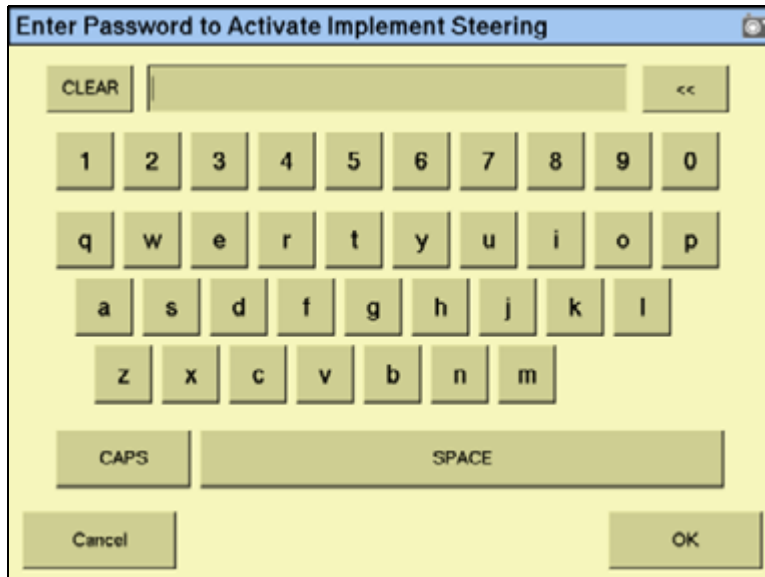 Enter Password to Activate Implement Steering
CLEAR <<
1 2 3 4 5 6 7 8 9 0
q w e r t y u i o p
a s d f g h j k l
z x c v b n m
CAPS SPACE
Cancel OK